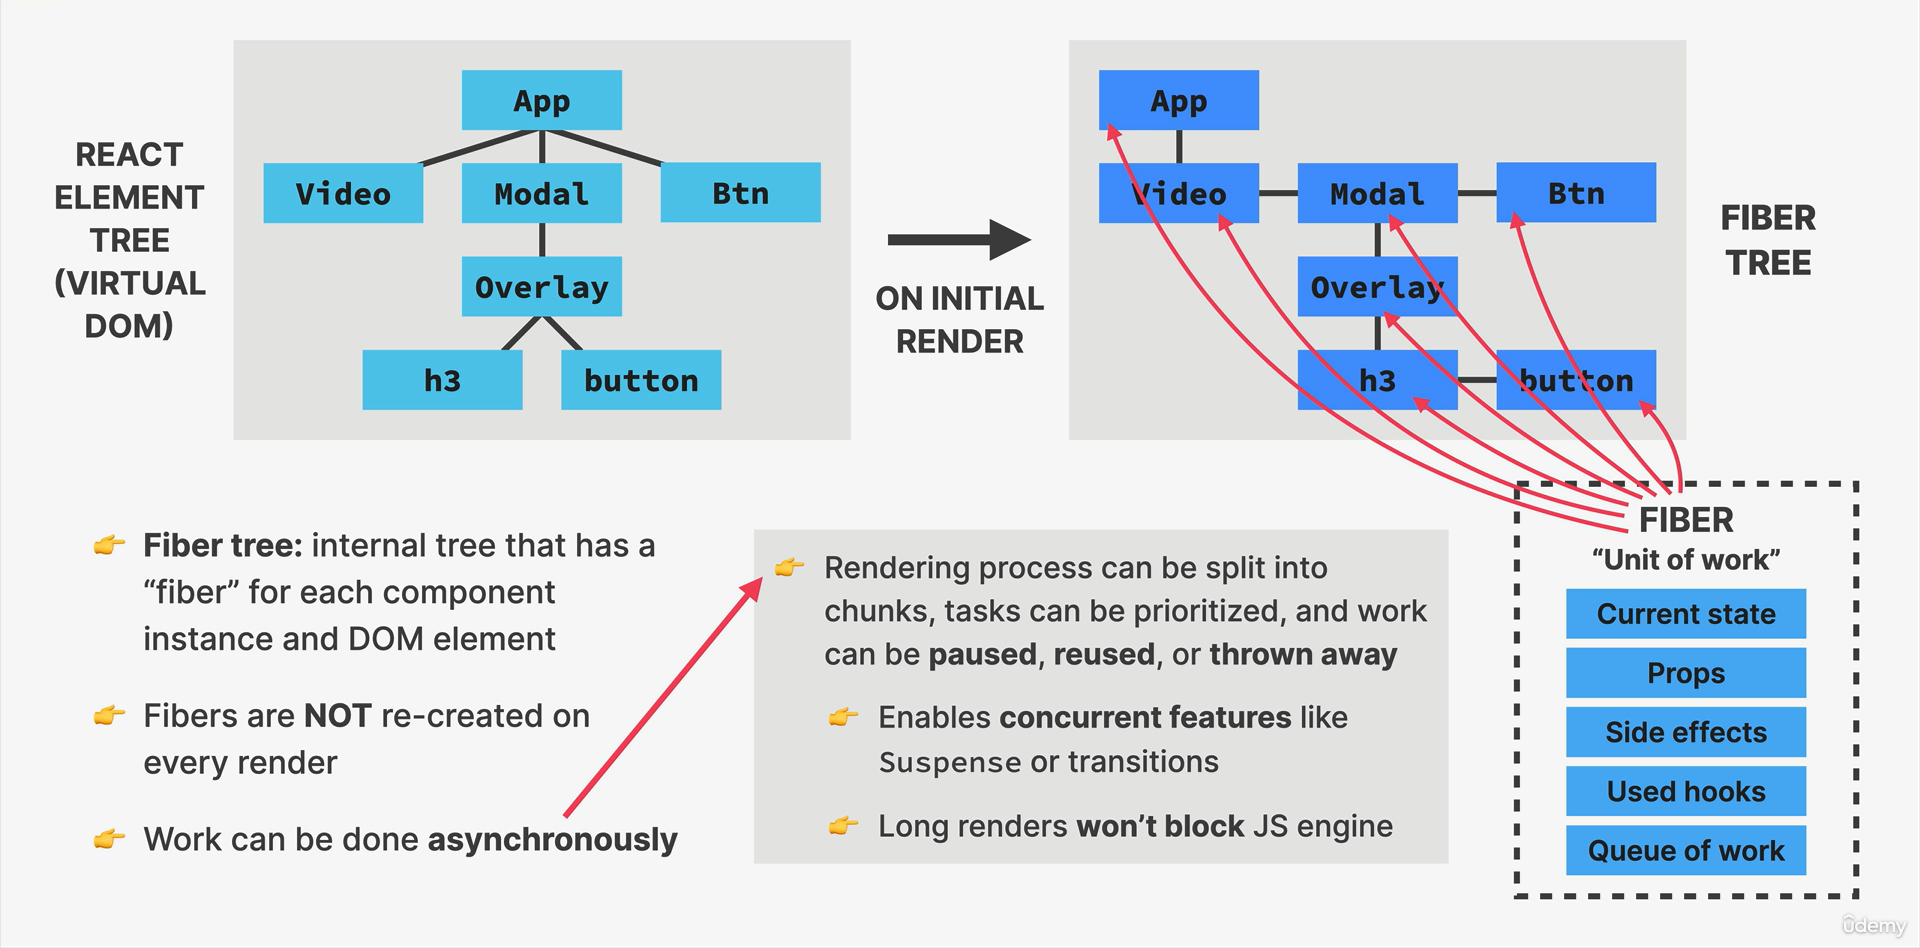 REACT
ELEMENT
TREE
(VIRTUAL
DOM)
App
Video
Modal
Btn
Overlay
h3
button
ON INITIAL
RENDER
App
Video
Modal
Btn
Overlay
h3
button
FIBER
TREE
👉 Fiber tree: internal tree that has a
“fiber” for each component
instance and DOM element
👉 Fibers are NOT re-created on
every render
👉 Work can be done asynchronously
👉 Rendering process can be split into
chunks, tasks can be prioritized, and work
can be paused, reused, or thrown away
👉 Enables concurrent features like
Suspense or transitions
👉 Long renders won’t block JS engine
FIBER
“Unit of work”
Current state
Props
Side effects
Used hooks
Queue of work
ûdemy